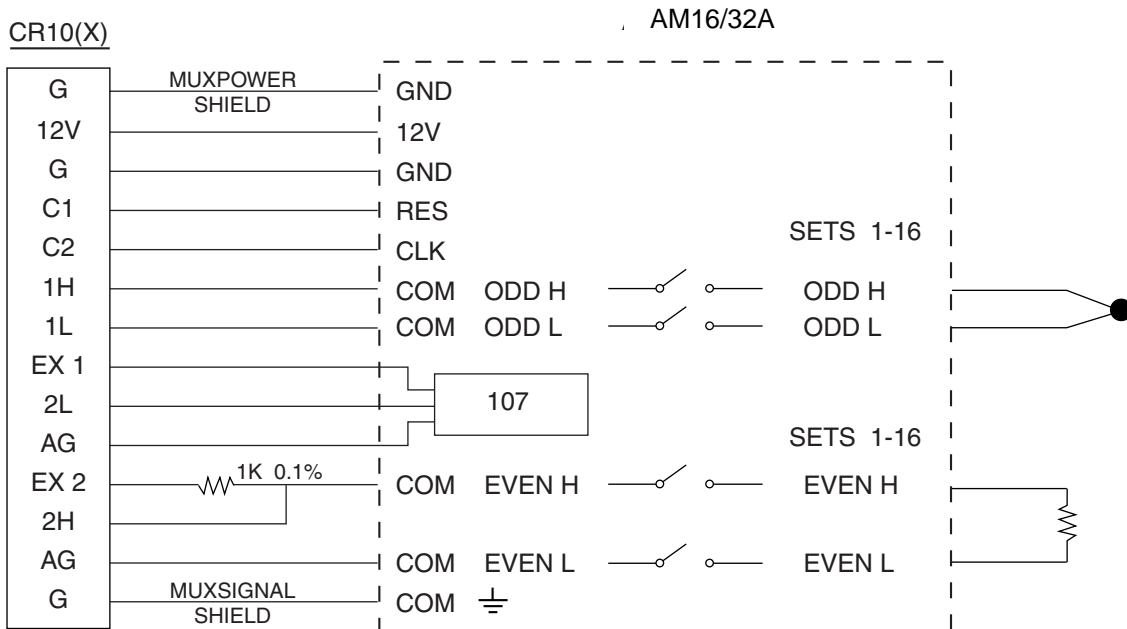 AM16/32A
CR10(X)
G MUXPOWER SHIELD GND
12V 12V
G GND
C1 RES
C2 CLK
SETS 1-16
1H COM ODD H ODD H
1L COM ODD L ODD L
EX 1
2L 107
AG
SETS 1-16
EX 2 1K 0.1% COM EVEN H EVEN H
2H
AG COM EVEN L EVEN L
G MUXSIGNAL SHIELD COM